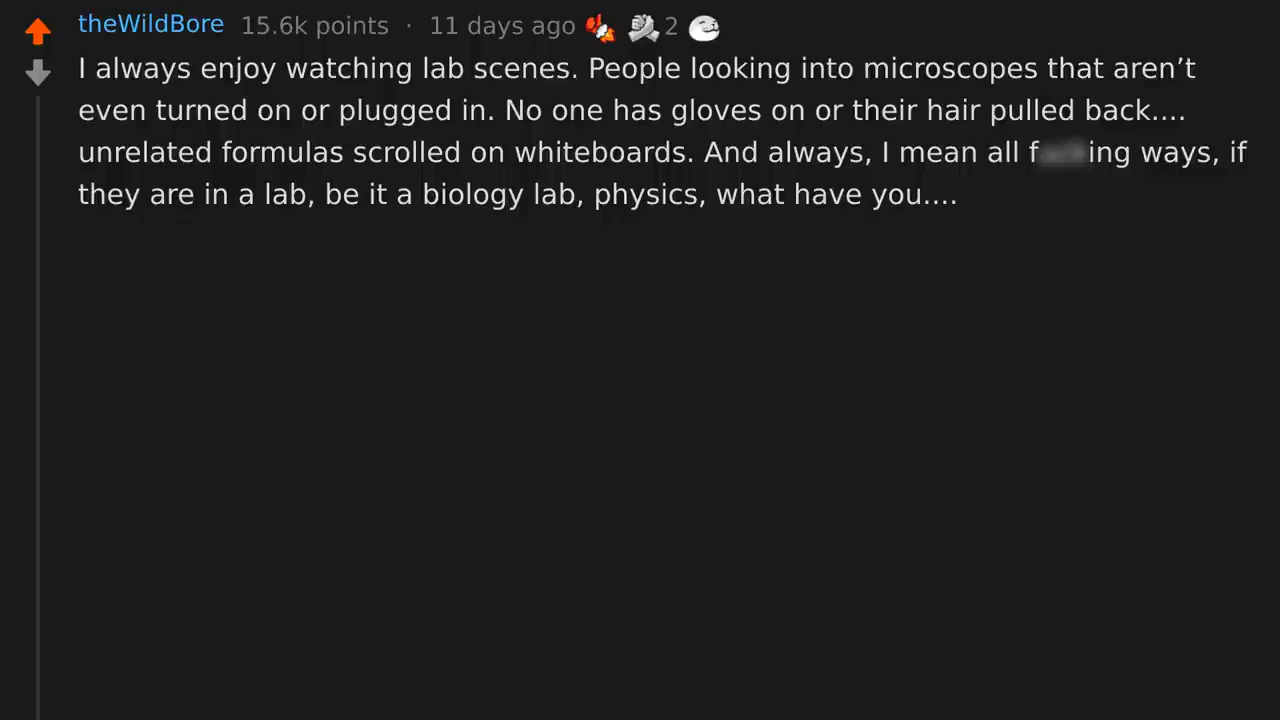 theWildBore 15.6k points · 11 days ago 2
I always enjoy watching lab scenes. People looking into microscopes that aren’t
even turned on or plugged in. No one has gloves on or their hair pulled back....
unrelated formulas scrolled on whiteboards. And always, I mean all ways, if
they are in a lab, be it a biology lab, physics, what have you....